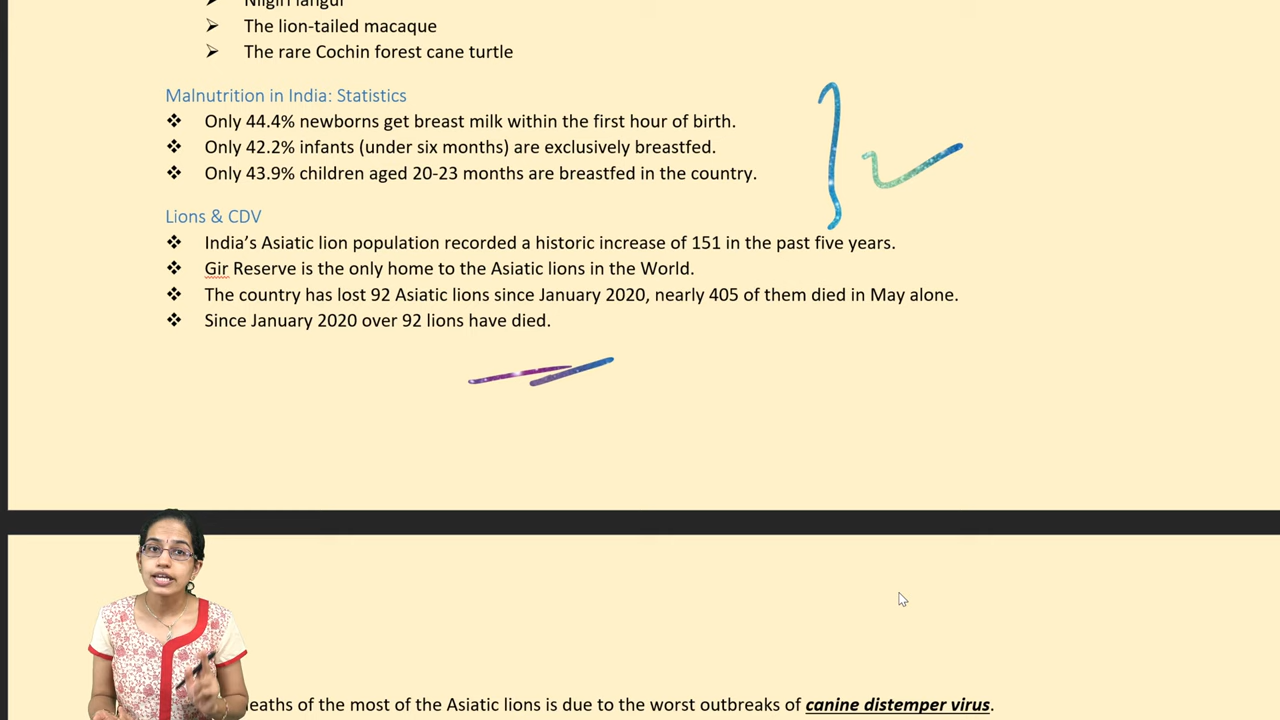 Nilgiri langur
The lion-tailed macaque
The rare Cochin forest cane turtle
Malnutrition in India: Statistics
Only 44.4% newborns get breast milk within the first hour of birth.
Only 42.2% infants (under six months) are exclusively breastfed.
Only 43.9% children aged 20-23 months are breastfed in the country.
Lions & CDV
India’s Asiatic lion population recorded a historic increase of 151 in the past five years.
Gir Reserve is the only home to the Asiatic lions in the World.
The country has lost 92 Asiatic lions since January 2020, nearly 405 of them died in May alone.
Since January 2020 over 92 lions have died.
eaths of the most of the Asiatic lions is due to the worst outbreaks of canine distemper virus.